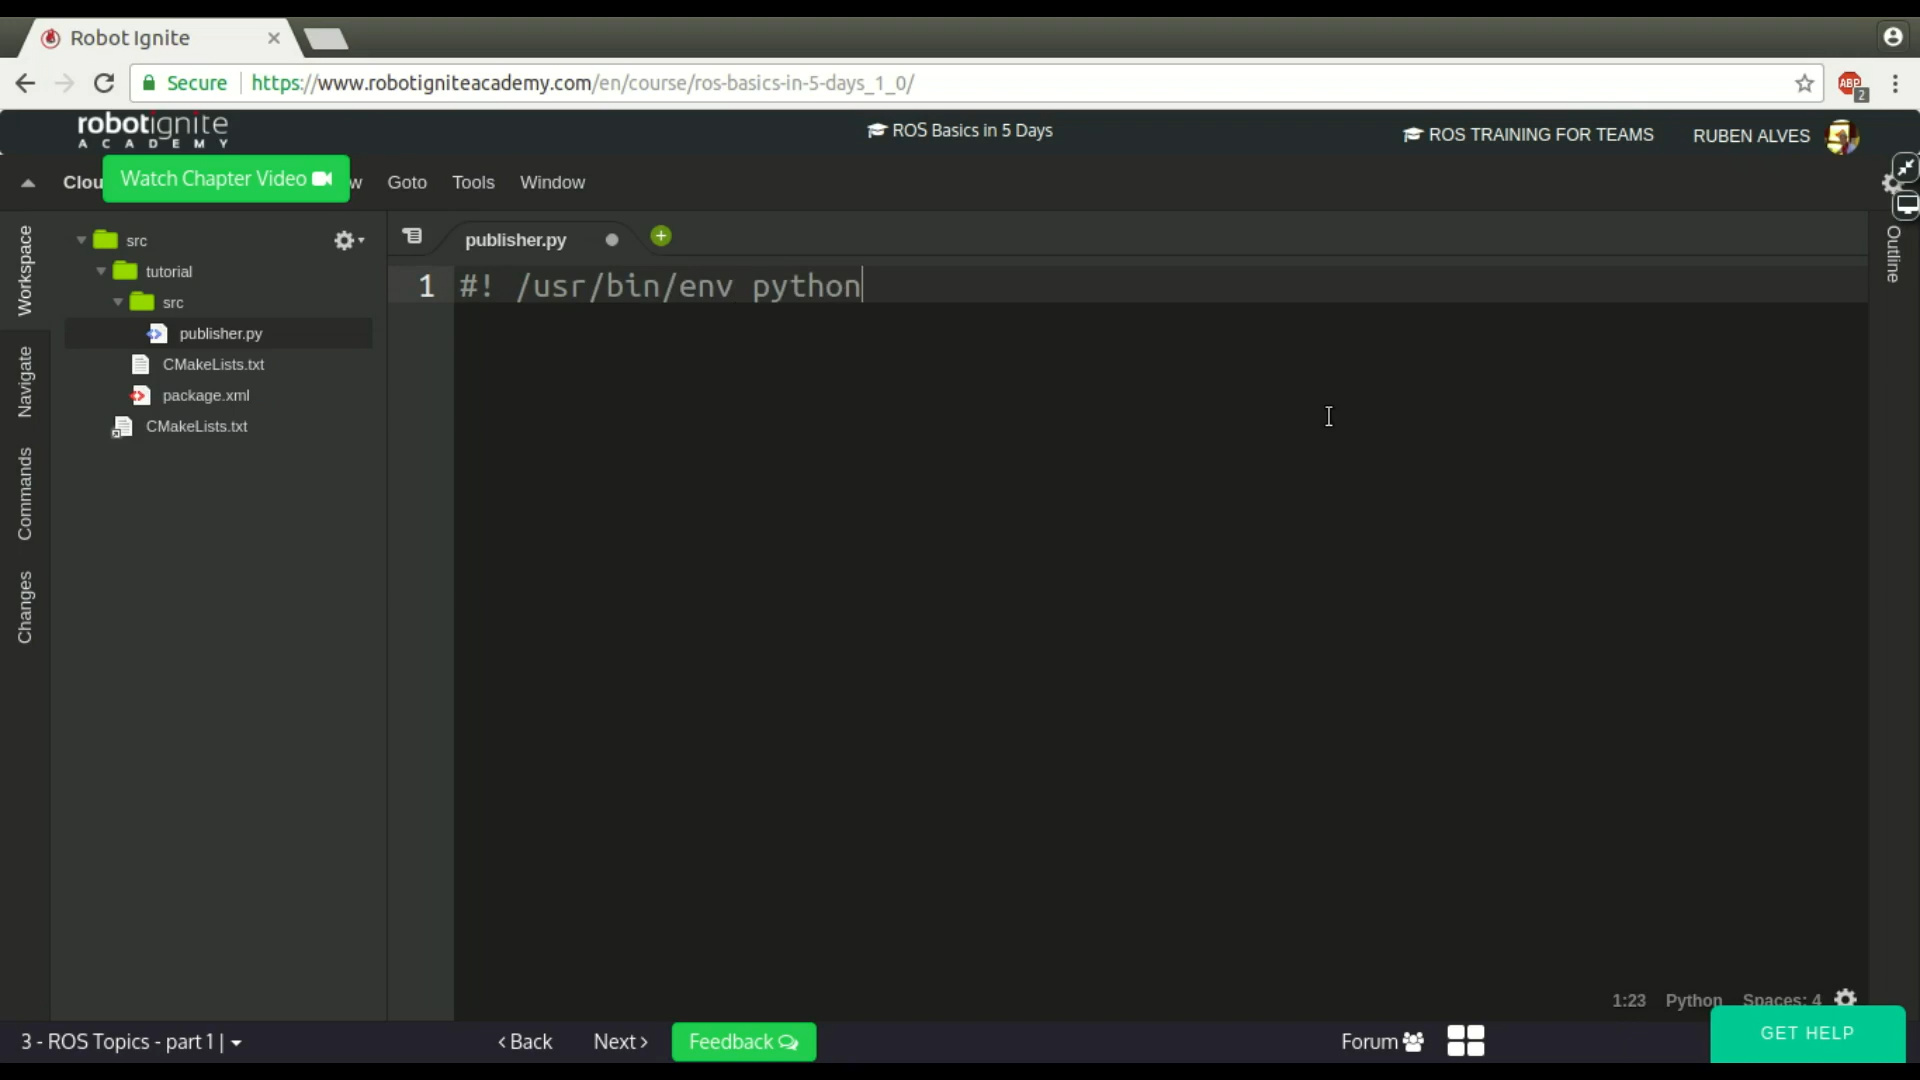 Robot Ignite
Secure
https://www.robotigniteacademy.com/en/course/ros-basics-in-5-days_1_0/
ABP
2
robotignite
ACADEMY
ROS Basics in 5 Days
ROS TRAINING FOR TEAMS
RUBEN ALVES
Clou
Watch Chapter Video
w
Goto
Tools
Window
Workspace
Navigate
Commands
Changes
src
tutorial
src
publisher.py
CMakeLists.txt
package.xml
CMakeLists.txt
publisher.py
1 #! /usr/bin/env python
Outline
1:23
Python
Spaces: 4
3 - ROS Topics - part 1 |
‹ Back
Next ›
Feedback
Forum
GET HELP